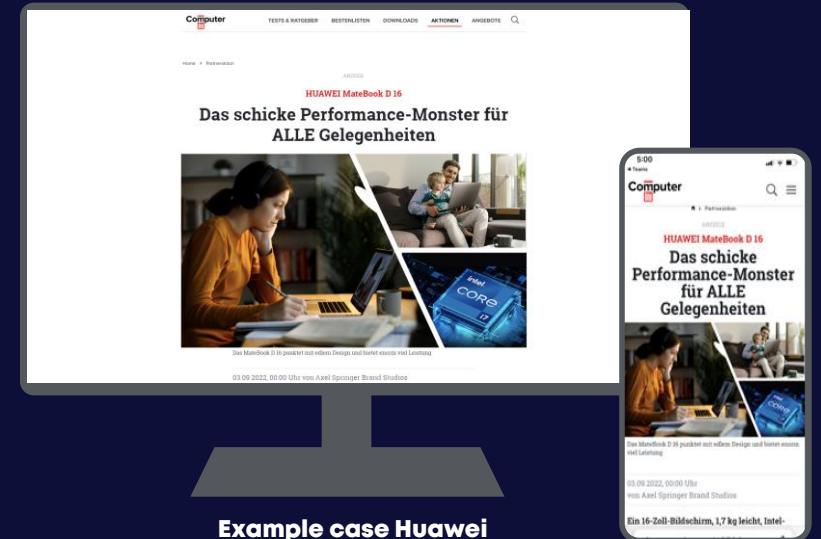 Computer
Bild
TESTS & RATGEBER BESTENLISTEN DOWNLOADS AKTIONEN ANGEBOTE
Home > Partneraktion
ANZEIGE
HUAWEI MateBook D 16
Das schicke Performance-Monster für
ALLE Gelegenheiten
intel
CORE
i7
Das MateBook D 16 punktet mit edlem Design und bietet enorm viel Leistung
03.09.2022, 00:00 Uhr von Axel Springer Brand Studios
5:00
Teams
Computer
Bild
Partneraktion
ANZEIGE
HUAWEI MateBook D 16
Das schicke
Performance-Monster
für ALLE
Gelegenheiten
CORE
Das MateBook D 16 punktet mit edlem Design und bietet enorm
viel Leistung
03.09.2022, 00:00 Uhr
von Axel Springer Brand Studios
Ein 16-Zoll-Bildschirm, 1,7 kg leicht, Intel-
Example case Huawei